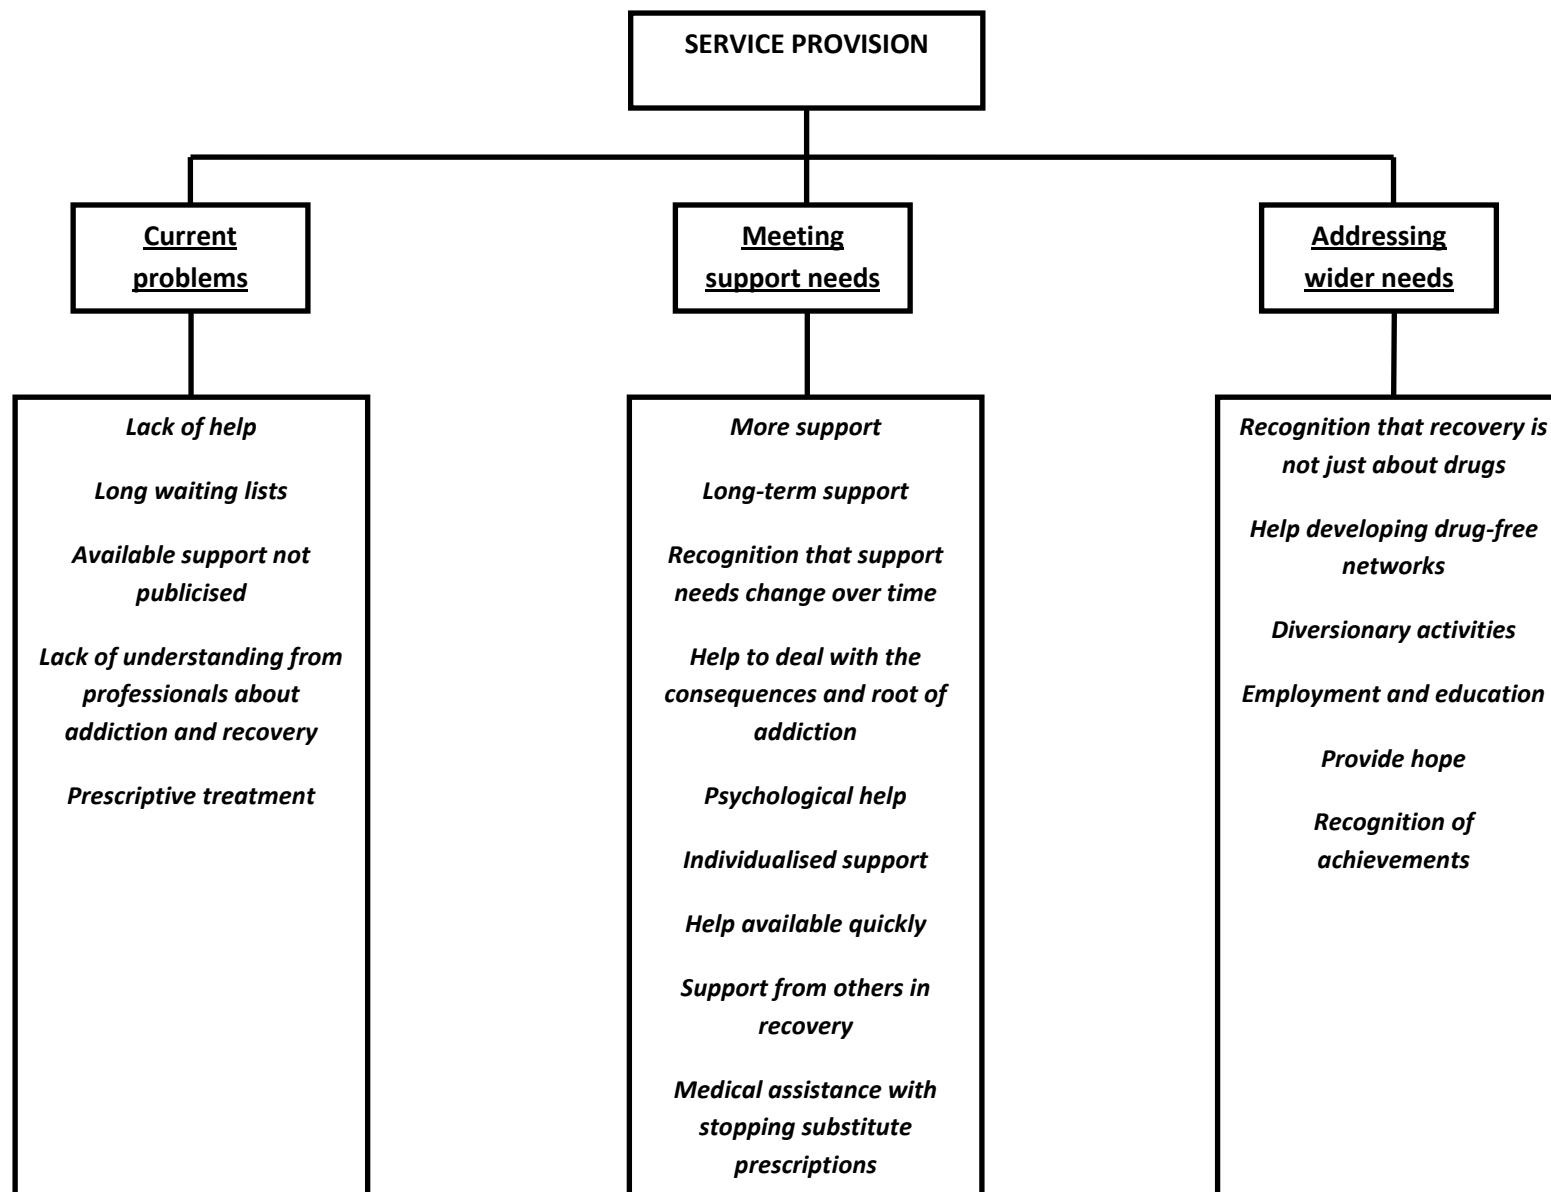 SERVICE PROVISION
Current
problems
Meeting
support needs
Addressing
wider needs
Lack of help
Long waiting lists
Available support not
publicised
Lack of understanding from
professionals about
addiction and recovery
Prescriptive treatment
More support
Long-term support
Recognition that support
needs change over time
Help to deal with the
consequences and root of
addiction
Psychological help
Individualised support
Help available quickly
Support from others in
recovery
Medical assistance with
stopping substitute
prescriptions
Recognition that recovery is
not just about drugs
Help developing drug-free
networks
Diversionary activities
Employment and education
Provide hope
Recognition of
achievements